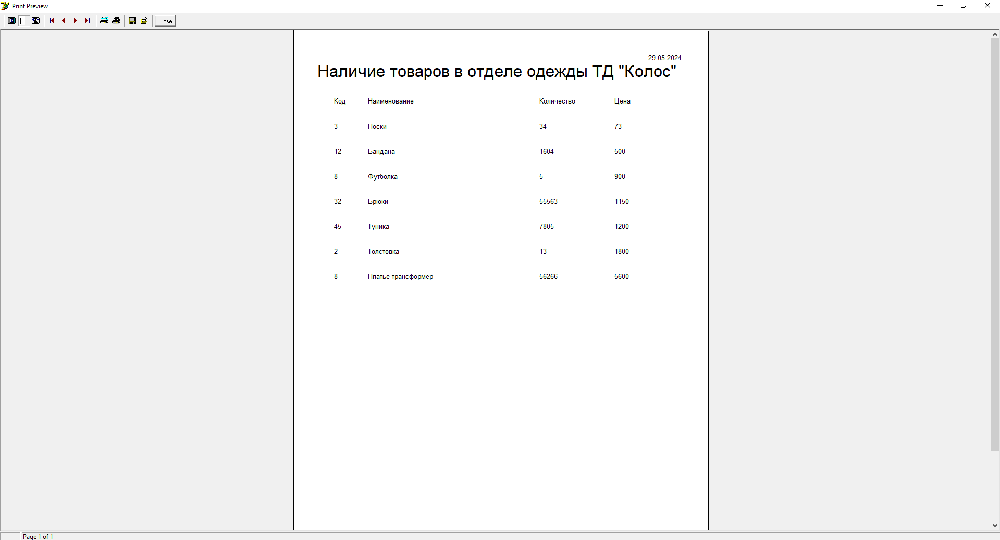 Print Preview
Close
29.05.2024
Наличие товаров в отделе одежды ТД "Колос"
Код Наименование Количество Цена
3 Носки 34 73
12 Бандана 1604 500
8 Футболка 5 900
32 Брюки 55563 1150
45 Туника 7805 1200
2 Толстовка 13 1800
8 Платье-трансформер 56266 5600
Page 1 of 1